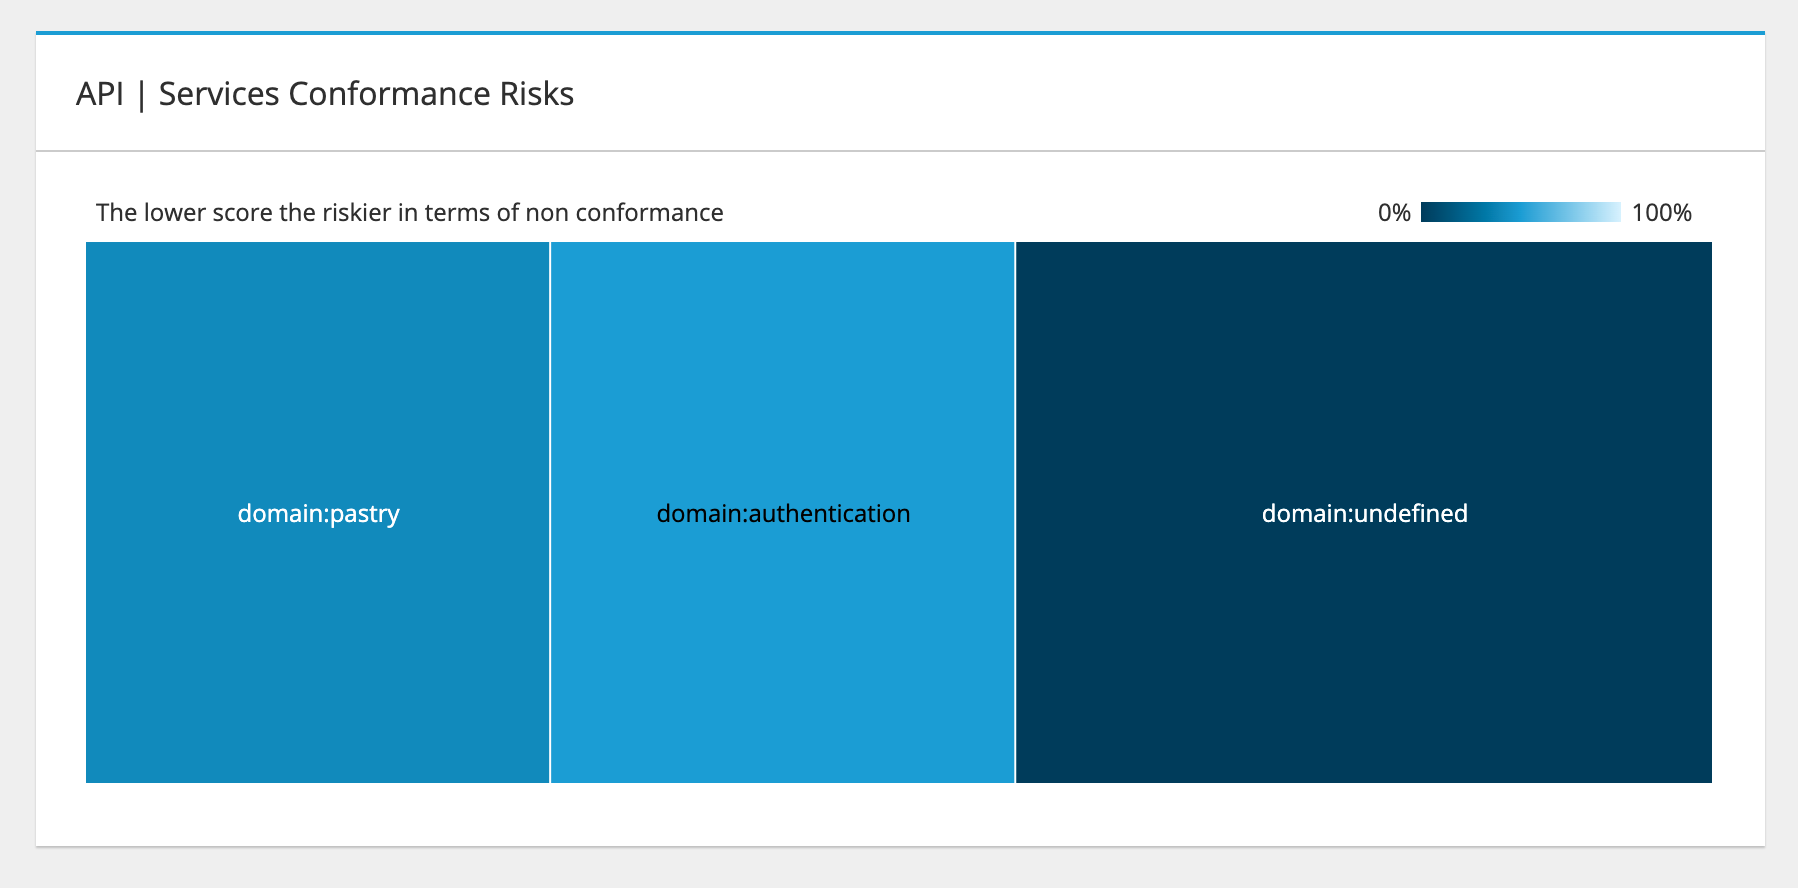 API | Services Conformance Risks
The lower score the riskier in terms of non conformance
0% 100%
domain:pastry
domain:authentication
domain:undefined